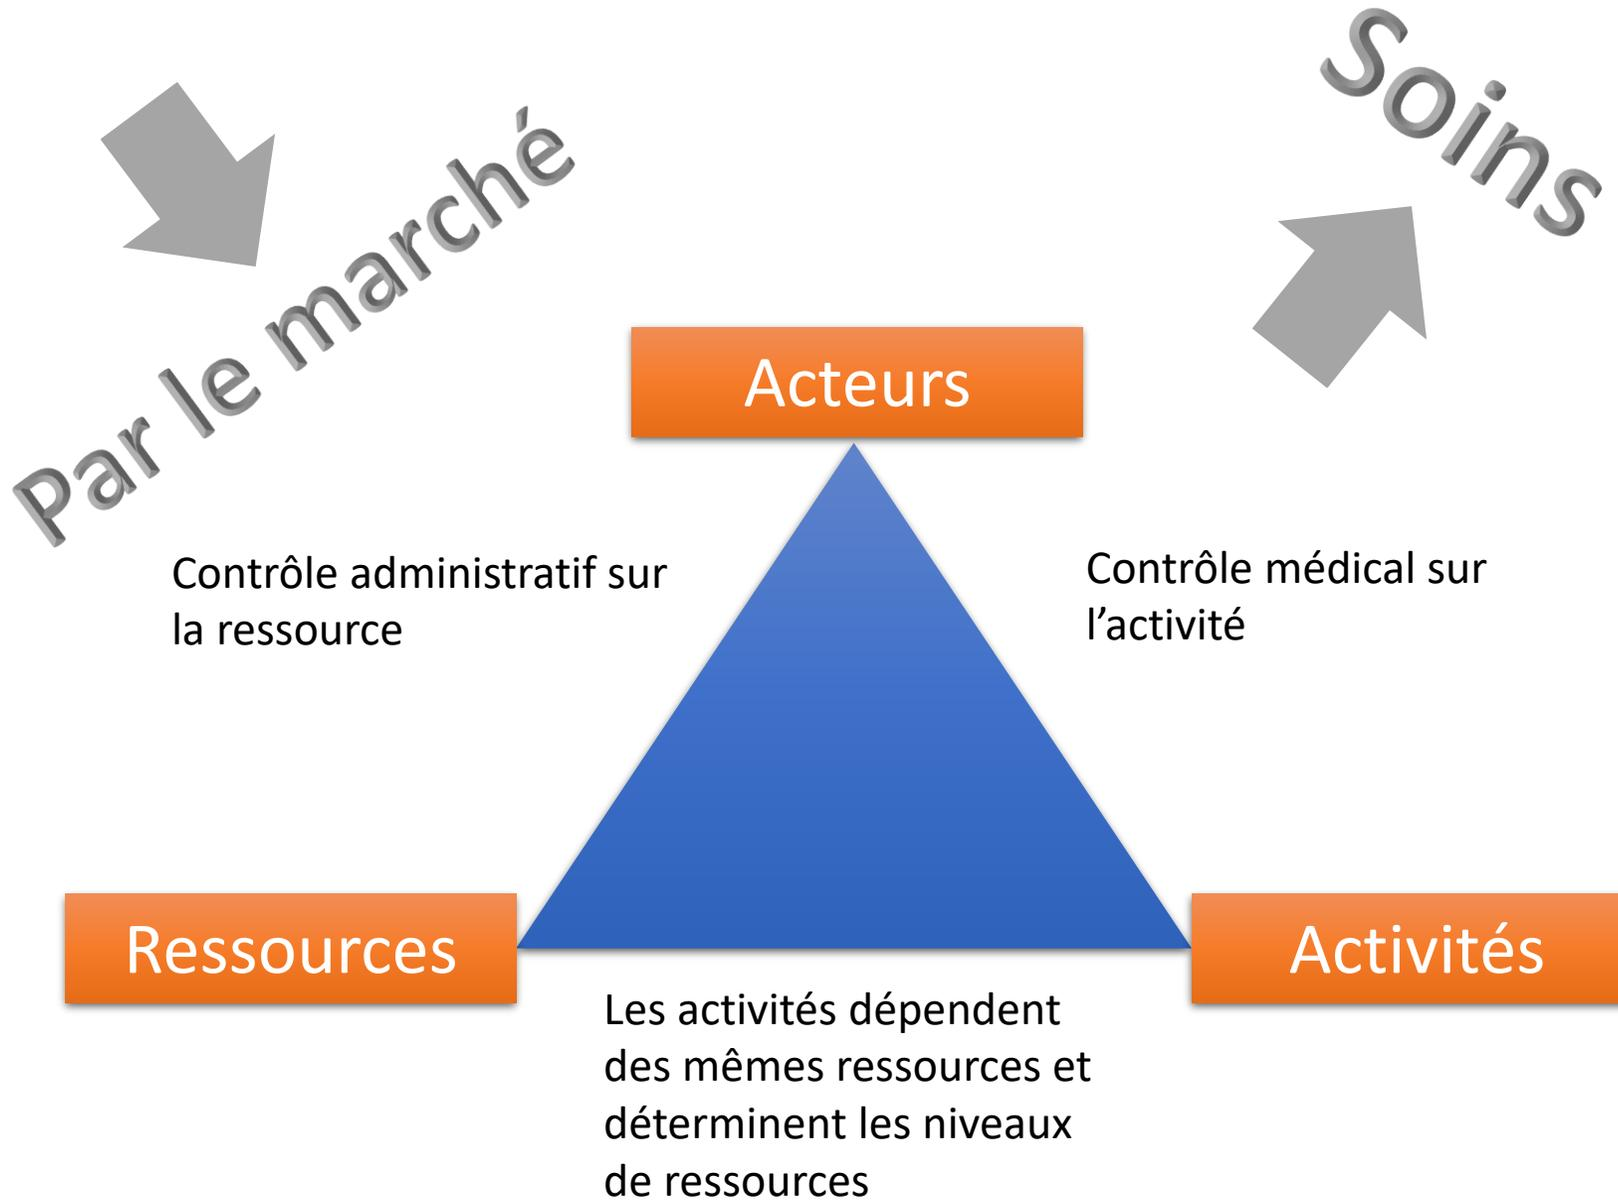 Soins
Par le marché
Acteurs
Contrôle administratif sur
la ressource
Contrôle médical sur
l’activité
Ressources
Activités
Les activités dépendent
des mêmes ressources et
déterminent les niveaux
de ressources